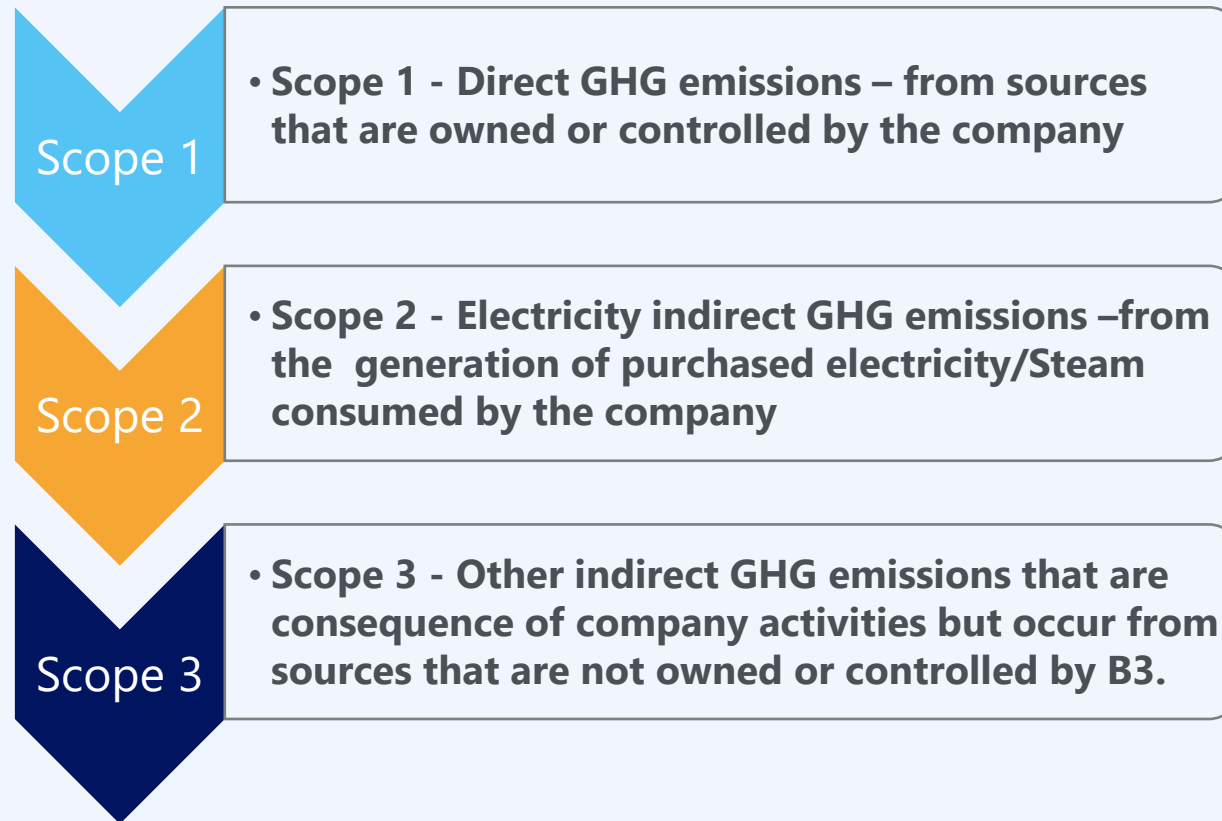 Scope 1
• Scope 1 - Direct GHG emissions – from sources
that are owned or controlled by the company
Scope 2
• Scope 2 - Electricity indirect GHG emissions –from
the  generation of purchased electricity/Steam
consumed by the company
Scope 3
• Scope 3 - Other indirect GHG emissions that are
consequence of company activities but occur from
sources that are not owned or controlled by B3.